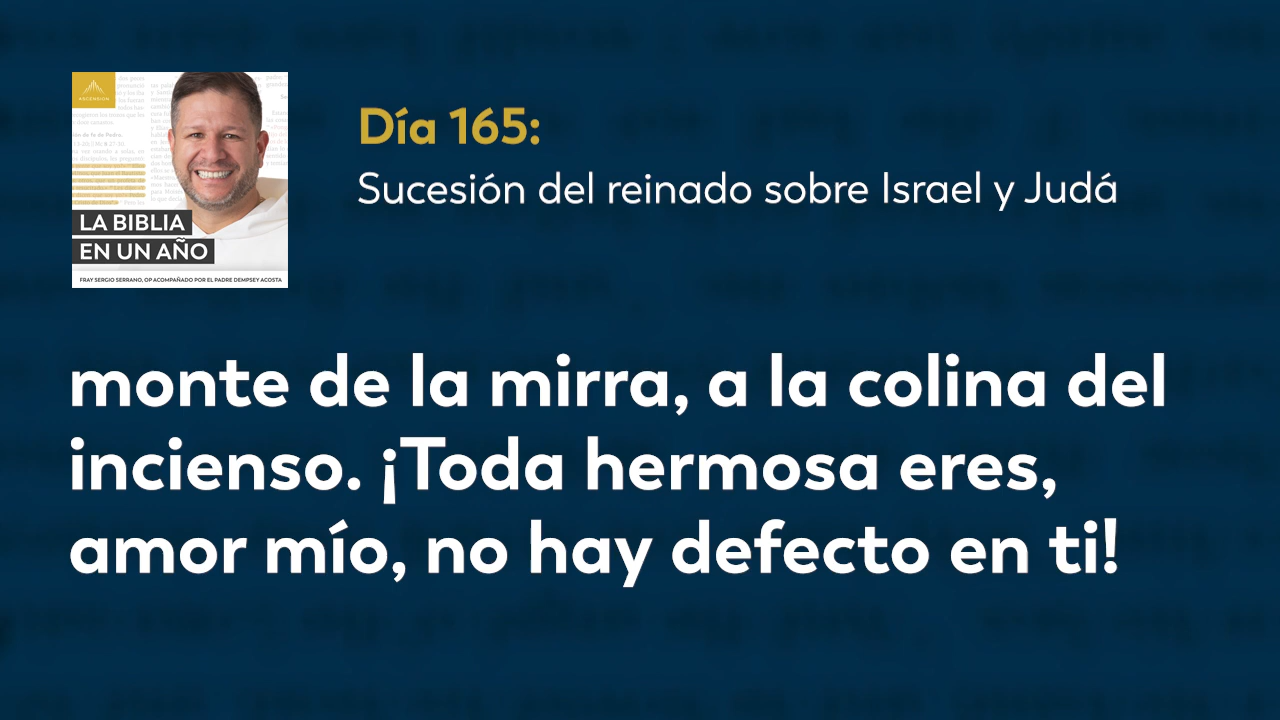 ASCENSION
LA BIBLIA
EN UN AÑO
FRAY SERGIO SERRANO, OP ACOMPAÑADO POR EL PADRE DEMPSEY ACOSTA
Día 165:
Sucesión del reinado sobre Israel y Judá
monte de la mirra, a la colina del
incienso. ¡Toda hermosa eres,
amor mío, no hay defecto en ti!